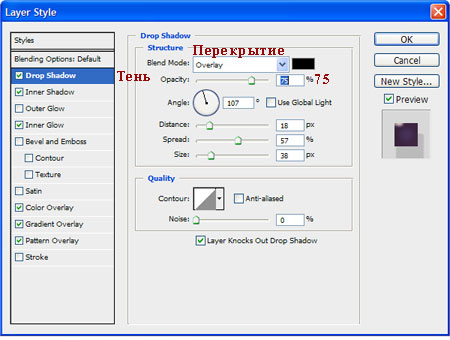 Layer Style
Styles
Blending Options: Default
Drop Shadow
Inner Shadow
Outer Glow
Inner Glow
Bevel and Emboss
Contour
Texture
Satin
Color Overlay
Gradient Overlay
Pattern Overlay
Stroke
Тень
Drop Shadow
Structure
Перекрытие
Blend Mode: Overlay
Opacity: 75 % 75
Angle: 107 ° Use Global Light
Distance: 18 px
Spread: 57 %
Size: 38 px
Quality
Contour: Anti-aliased
Noise: 0 %
Layer Knocks Out Drop Shadow
OK
Cancel
New Style...
Preview